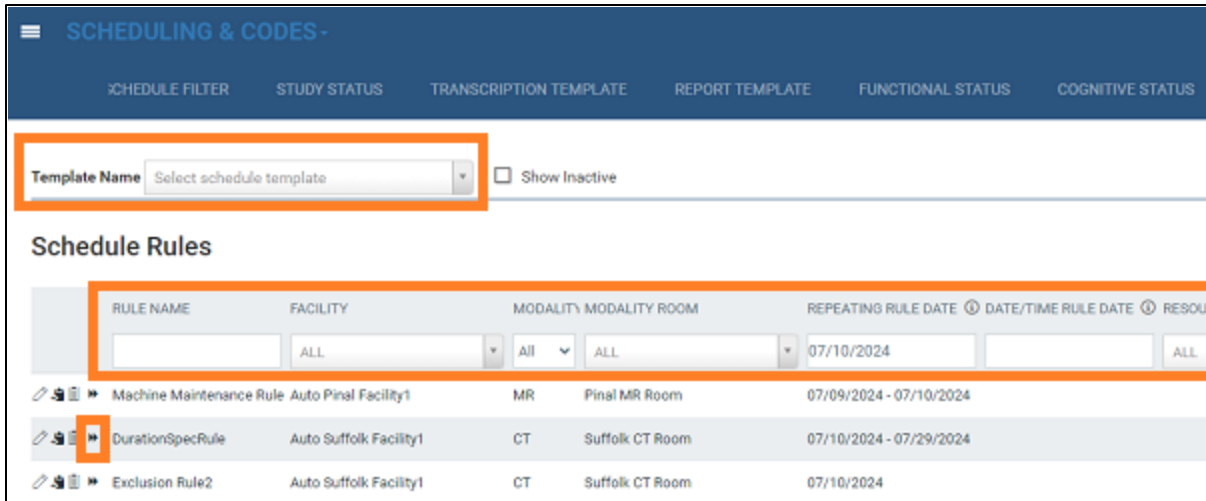 SCHEDULING & CODES-
SCHEDULE FILTER STUDY STATUS TRANSCRIPTION TEMPLATE REPORT TEMPLATE FUNCTIONAL STATUS COGNITIVE STATUS
Template Name Select schedule template Show Inactive
Schedule Rules
RULE NAME FACILITY MODALITY MODALITY ROOM REPEATING RULE DATE DATE/TIME RULE DATE RESOU
ALL All ALL 07/10/2024 ALL
Machine Maintenance Rule Auto Pinal Facility1 MR Pinal MR Room 07/09/2024 - 07/10/2024
DurationSpecRule Auto Suffolk Facility1 CT Suffolk CT Room 07/10/2024 - 07/29/2024
Exclusion Rule2 Auto Suffolk Facility1 CT Suffolk CT Room 07/10/2024